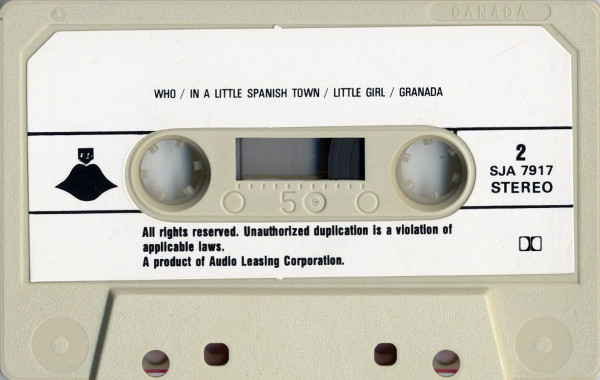 CANADA
WHO / IN A LITTLE SPANISH TOWN / LITTLE GIRL / GRANADA
2
SJA 7917
STEREO
50
All rights reserved. Unauthorized duplication is a violation of
applicable laws.
A product of Audio Leasing Corporation.